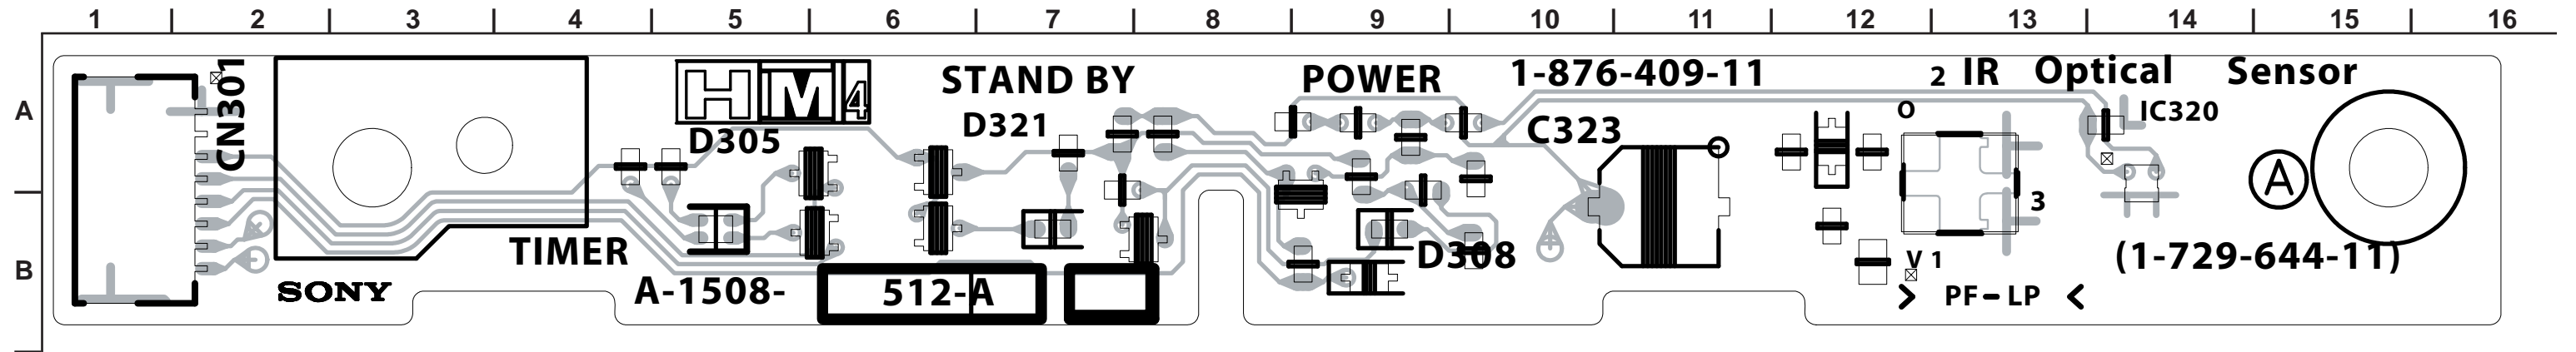 1 2 3 4 5 6 7 8 9 10 11 12 13 14 15 16
A
B
CN301
HM4
STAND BY
POWER
1-876-409-11
2 IR Optical Sensor
D305
D321
C323
O
IC320
A
3
TIMER
D308
V 1
(1-729-644-11)
SONY
A-1508-
512-A
> PF-LP <